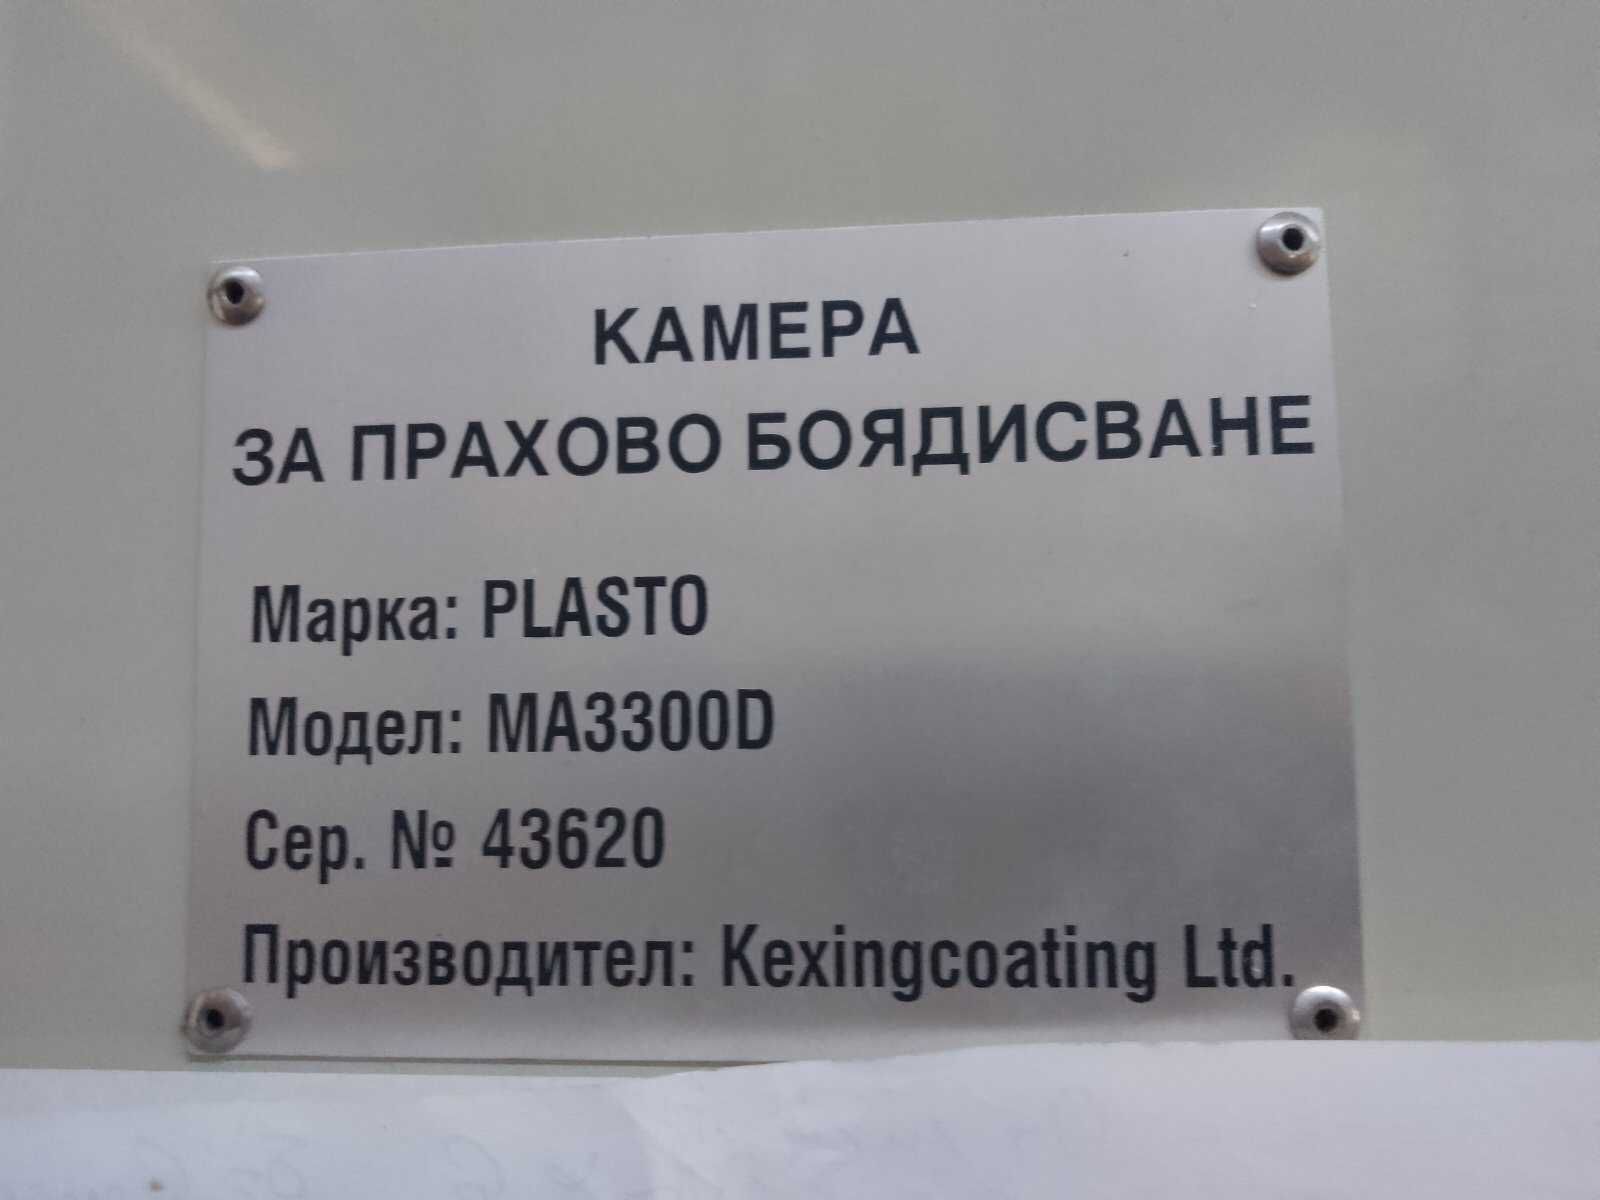 КАМЕРА
ЗА ПРАХОВО БОЯДИСВАНЕ
Марка: PLASTO
Модел: MA3300D
Сер. № 43620
Производител: Kexingcoating Ltd.